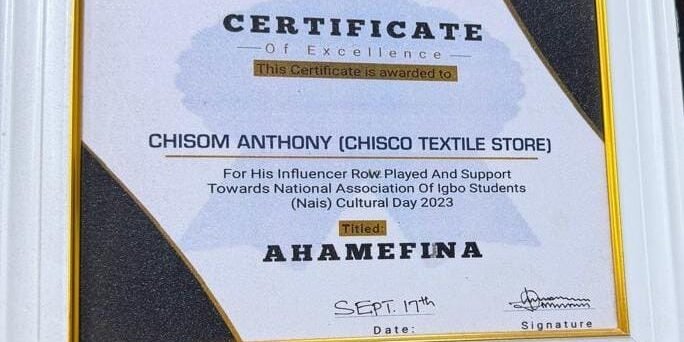 CERTIFICATE
Of Excellence
This Certificate is awarded to
CHISOM ANTHONY (CHISCO TEXTILE STORE)
For His Influencer Row Played And Support
Towards National Association Of Igbo Students
(Nais) Cultural Day 2023
Titled:
AHAMEFINA
SEPT. 17th
Date:
Signature